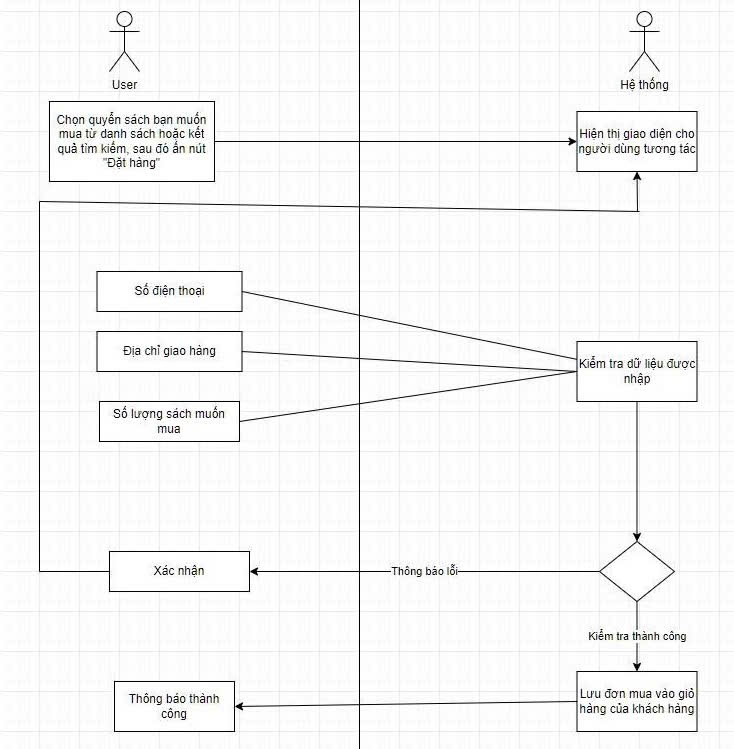 User
Hệ thống
Chọn quyển sách bạn muốn
mua từ danh sách hoặc kết
quả tìm kiếm, sau đó ấn nút
"Đặt hàng"
Hiện thị giao diện cho
người dùng tương tác
Số điện thoại
Địa chỉ giao hàng
Số lượng sách muốn
mua
Kiểm tra dữ liệu được
nhập
Xác nhận
Thông báo lỗi
Kiểm tra thành công
Thông báo thành
công
Lưu đơn mua vào giỏ
hàng của khách hàng